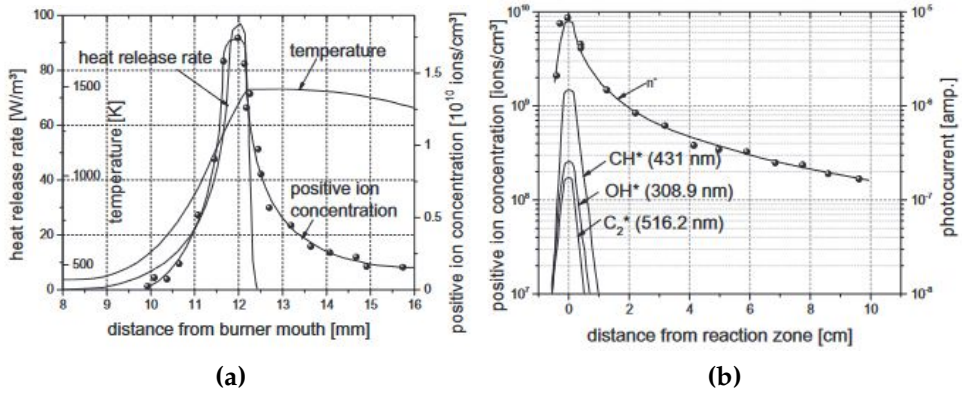 100
80
60
40
20
0
1500
1000
500
heat release rate [W/m³]
temperature [K]
heat release rate
temperature
positive ion
concentration
1.5
1
0.5
0
positive ion concentration [10¹⁰ ions/cm³]
8 9 10 11 12 13 14 15 16
distance from burner mouth [mm]
(a)
10¹⁰
10⁹
10⁸
10⁷
positive ion concentration [ions/cm³]
n⁻
CH* (431 nm)
OH* (308.9 nm)
C₂* (516.2 nm)
10⁻⁵
10⁻⁶
10⁻⁷
10⁻⁸
photocurrent [amp.]
0 2 4 6 8 10
distance from reaction zone [cm]
(b)